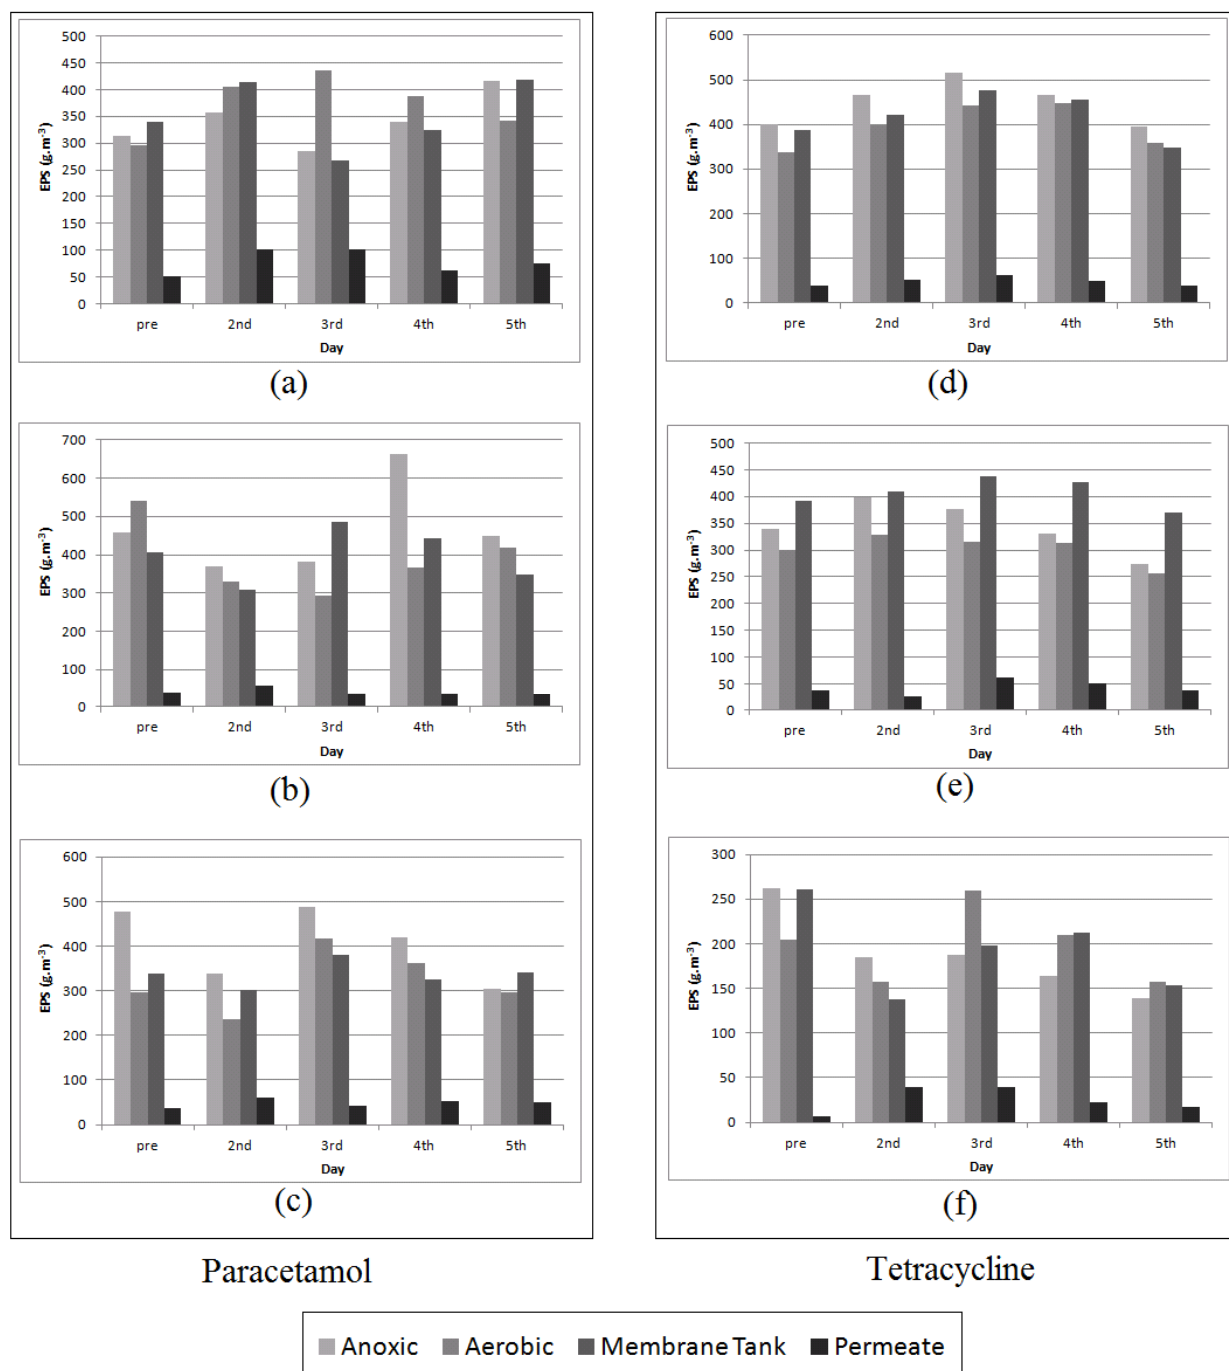 500
450
400
350
300
250
200
150
100
50
0
EPS (g.m-3)
pre 2nd 3rd 4th 5th
Day
(a)
700
600
500
400
300
200
100
0
EPS (g.m-3)
pre 2nd 3rd 4th 5th
Day
(b)
600
500
400
300
200
100
0
EPS (g.m-3)
pre 2nd 3rd 4th 5th
Day
(c)
Paracetamol
600
500
400
300
200
100
0
EPS (g.m-3)
pre 2nd 3rd 4th 5th
Day
(d)
500
450
400
350
300
250
200
150
100
50
0
EPS (g.m-3)
pre 2nd 3rd 4th 5th
Day
(e)
300
250
200
150
100
50
0
EPS (g.m-3)
pre 2nd 3rd 4th 5th
Day
(f)
Tetracycline
Anoxic Aerobic Membrane Tank Permeate